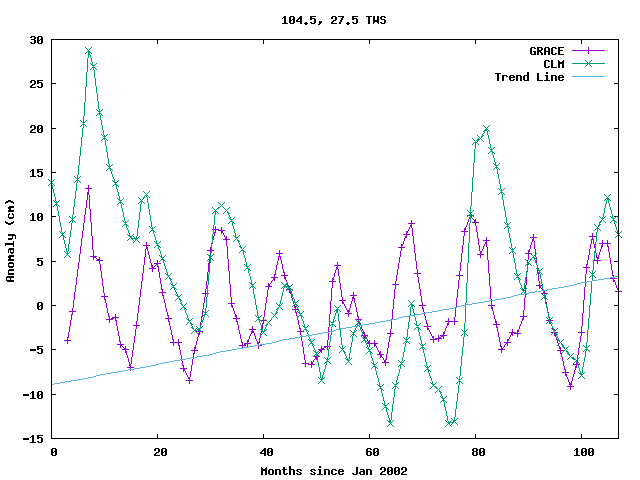 104.5, 27.5 TWS
GRACE
CLM
Trend Line
30
25
20
15
10
5
0
-5
-10
-15
Anomaly (cm)
0 20 40 60 80 100
Months since Jan 2002